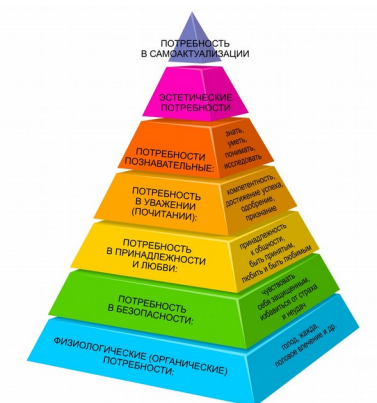 ПОТРЕБНОСТЬ
В САМОАКТУАЛИЗАЦИИ
ЭСТЕТИЧЕСКИЕ
ПОТРЕБНОСТИ
ПОТРЕБНОСТИ
ПОЗНАВАТЕЛЬНЫЕ:
знать,
уметь,
понимать,
исследовать
ПОТРЕБНОСТЬ
В УВАЖЕНИИ
(ПОЧИТАНИИ):
компетентность,
достижение успеха,
одобрение,
признание
ПОТРЕБНОСТЬ
В ПРИНАДЛЕЖНОСТИ
И ЛЮБВИ:
принадлежность
к общности,
быть принятым,
любить и быть любимым
ПОТРЕБНОСТЬ
В БЕЗОПАСНОСТИ:
чувствовать
себя защищенным,
избавиться от страха
и неудач
ФИЗИОЛОГИЧЕСКИЕ (ОРГАНИЧЕСКИЕ)
ПОТРЕБНОСТИ:
голод, жажда,
половое влечение и др.